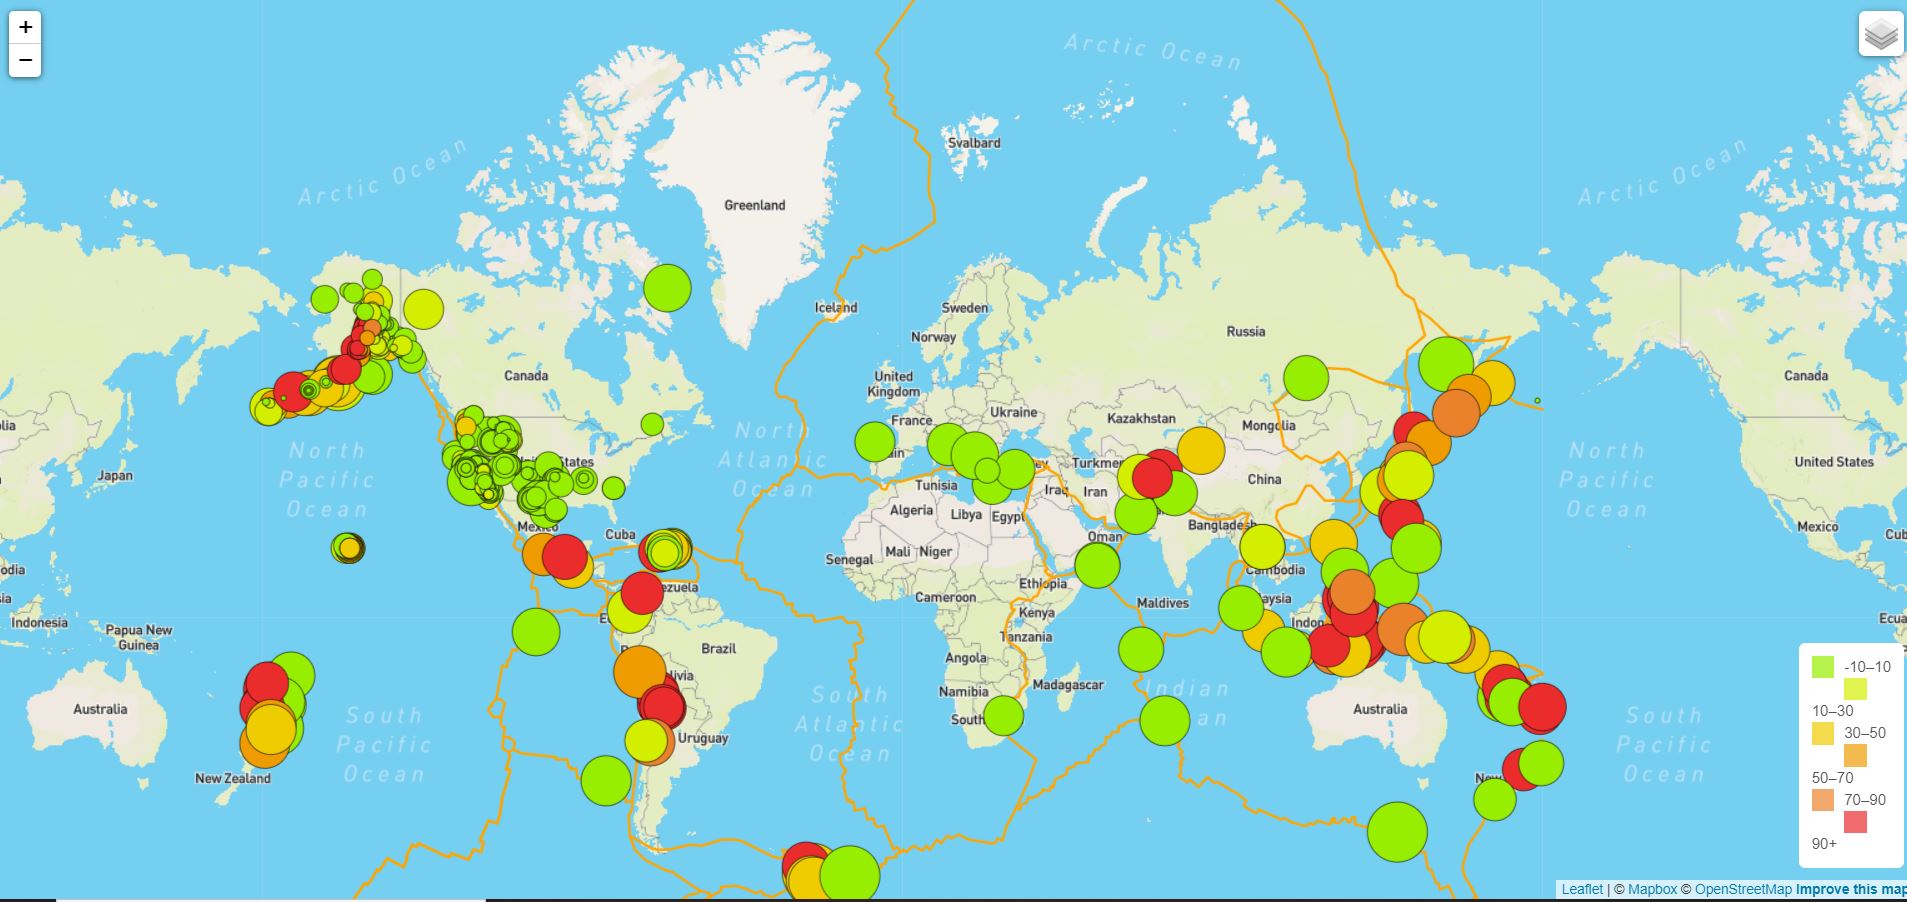 +
−
Arctic Ocean
Arctic Ocean
Arctic Ocean
Svalbard
Greenland
Iceland
Sweden
Norway
Russia
Canada
United
Kingdom
Ukraine
France
Kazakhstan
Mongolia
Canada
North
Pacific
Ocean
North
Atlantic
Ocean
North
Pacific
Ocean
Japan
United States
Turkmen
China
Tunisia
Iraq
Iran
Algeria
Libya
Egypt
Mexico
Cuba
Bangladesh
Oman
Mali
Niger
Senegal
Mexico
Cub
Cambodia
Ethiopia
Cameroon
Kenya
Maldives
Tanzania
Indonesia
Papua New
Guinea
Brazil
Angola
Madagascar
Namibia
Indian
Australia
South
Pacific
Ocean
South
Atlantic
Ocean
South
Australia
South
Pacific
Ocean
Uruguay
New Zealand
New
Ecua
-10–10
10–30
30–50
50–70
70–90
90+
Leaflet | © Mapbox © OpenStreetMap Improve this map